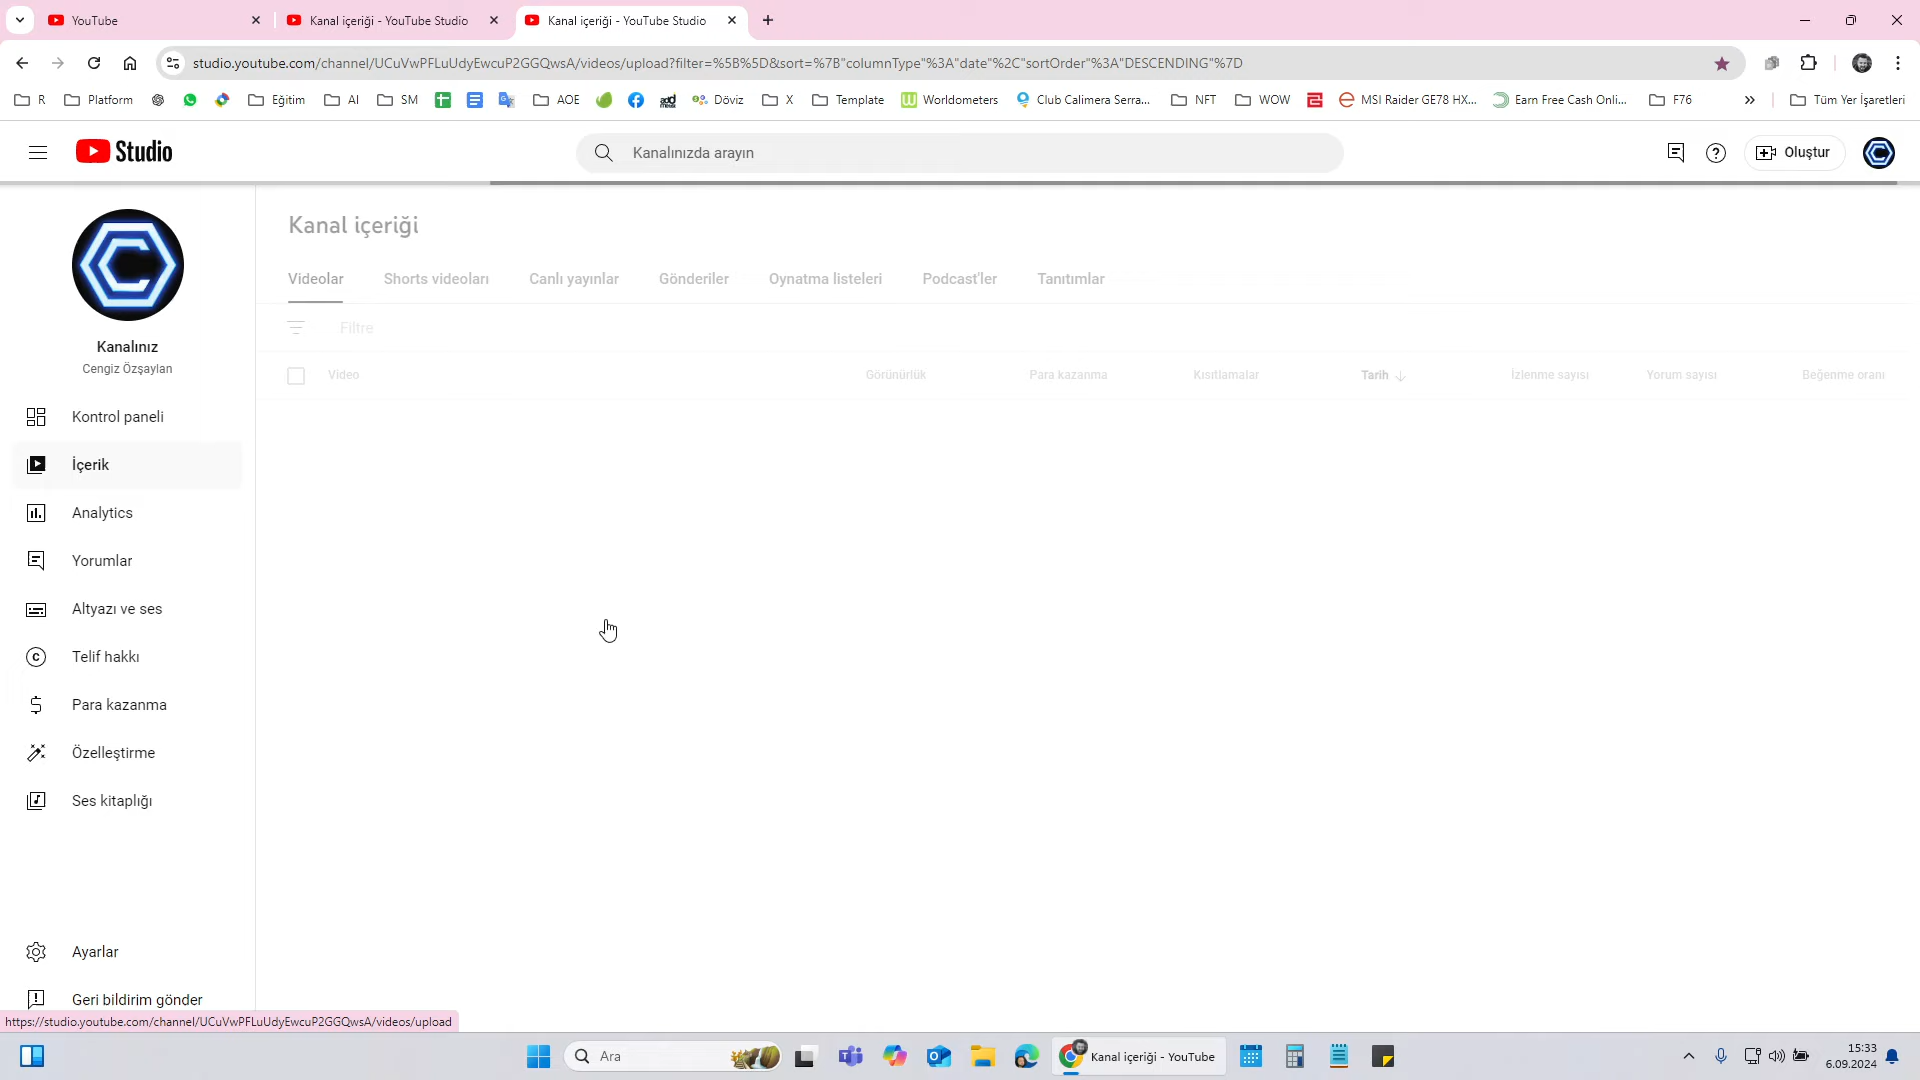 YouTube
Kanal içeriği - YouTube Studio
Kanal içeriği - YouTube Studio
studio.youtube.com/channel/UCuVwPFLuUdyEwcuP2GGQwsA/videos/upload?filter=%5B%5D&sort=%7B"columnType"%3A"date"%2C"sortOrder"%3A"DESCENDING"%7D
R Platform Eğitim AI SM AOE add Döviz X Template Worldometers Club Calimera Serra... NFT WOW MSI Raider GE78 HX... Earn Free Cash Onli... F76 » Tüm Yer İşaretleri
Studio
Kanalınızda arayın
Oluştur
Kanal içeriği
Videolar Shorts videoları Canlı yayınlar Gönderiler Oynatma listeleri Podcast'ler Tanıtımlar
Filtre
Video Görünürlük Para kazanma Kısıtlamalar Tarih İzlenme sayısı Yorum sayısı Beğenme oranı
Kanalınız
Cengiz Özşaylan
Kontrol paneli
İçerik
Analytics
Yorumlar
Altyazı ve ses
Telif hakkı
Para kazanma
Özelleştirme
Ses kitaplığı
Ayarlar
Geri bildirim gönder
https://studio.youtube.com/channel/UCuVwPFLuUdyEwcuP2GGQwsA/videos/upload
Ara
Kanal içeriği - YouTube
15:33
6.09.2024